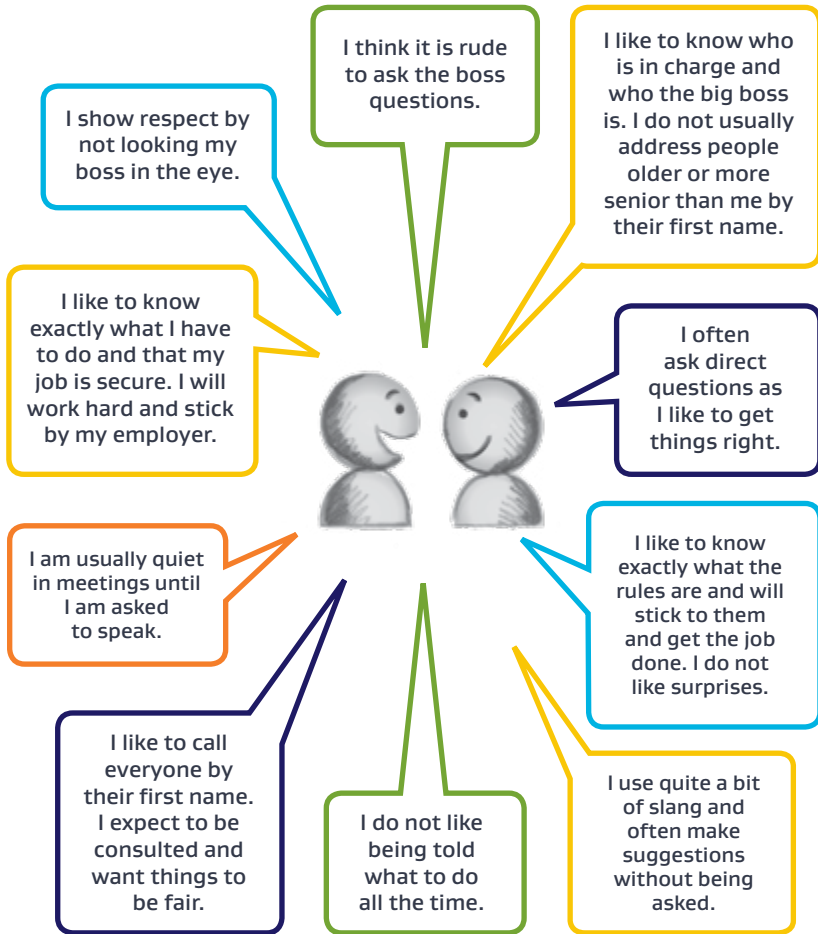 I think it is rude
to ask the boss
questions.
I like to know who
is in charge and
who the big boss
is. I do not usually
address people
older or more
senior than me by
their first name.
I show respect by
not looking my
boss in the eye.
I like to know
exactly what I have
to do and that my
job is secure. I will
work hard and stick
by my employer.
I often
ask direct
questions as
I like to get
things right.
I am usually quiet
in meetings until
I am asked
to speak.
I like to know
exactly what the
rules are and will
stick to them
and get the job
done. I do not
like surprises.
I like to call
everyone by
their first name.
I expect to be
consulted and
want things to
be fair.
I do not like
being told
what to do
all the time.
I use quite a bit
of slang and
often make
suggestions
without being
asked.